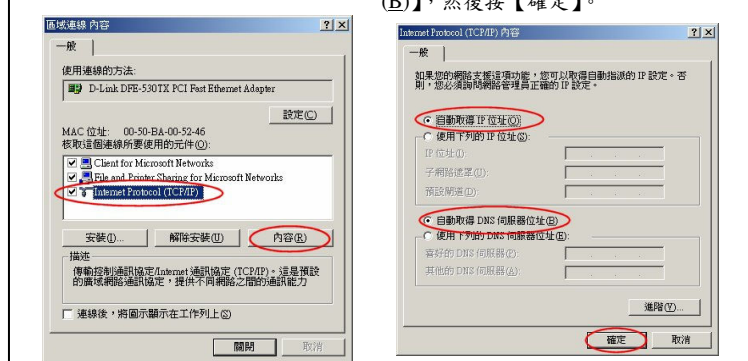 (B)】,然後按【確定】。
區域連線 內容
一般
使用連線的方法:
D-Link DFE-530TX PCI Fast Ethernet Adapter
設定(C)
MAC 位址: 00-50-BA-00-52-46
核取這個連線所要使用的元件(O):
Client for Microsoft Networks
File and Printer Sharing for Microsoft Networks
Internet Protocol (TCP/IP)
安裝(I)...
解除安裝(U)
內容(R)
描述
傳輸控制通訊協定/Internet 通訊協定 (TCP/IP)。這是預設
的廣域網路通訊協定,提供不同網路之間的通訊能力
連線後,將圖示顯示在工作列上(S)
關閉
取消
Internet Protocol (TCP/IP) 內容
一般
如果您的網路支援這項功能,您可以取得自動指派的 IP 設定。否
則,您必須詢問網路管理員正確的 IP 設定。
自動取得 IP 位址(O)
使用下列的 IP 位址(S):
IP 位址(I):
子網路遮罩(U):
預設閘道(D):
自動取得 DNS 伺服器位址(B)
使用下列的 DNS 伺服器位址(E):
喜好的 DNS 伺服器(P):
其他的 DNS 伺服器(A):
進階(V)...
確定
取消